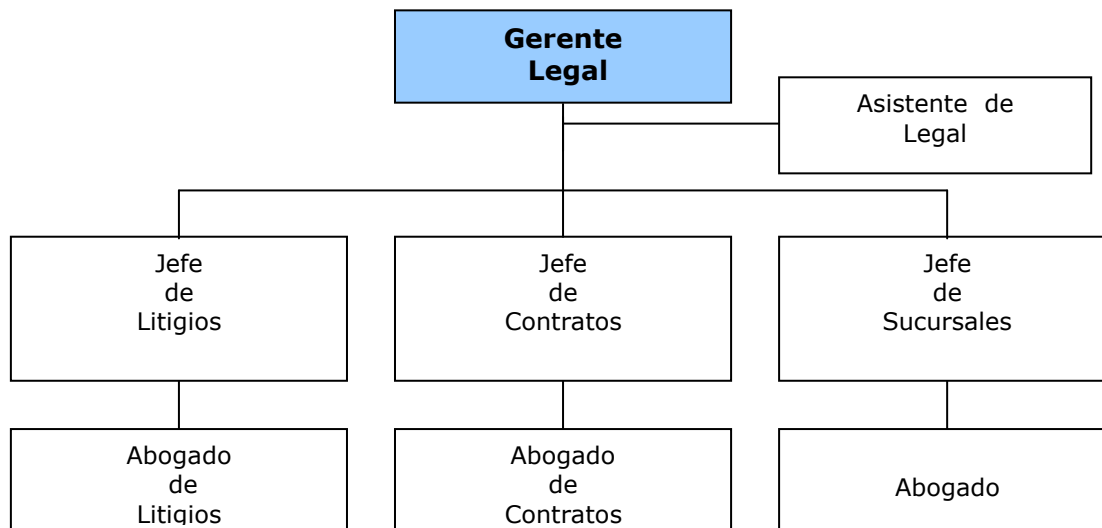 Gerente
Legal
Asistente de
Legal
Jefe
de
Litigios
Jefe
de
Contratos
Jefe
de
Sucursales
Abogado
de
Litigios
Abogado
de
Contratos
Abogado